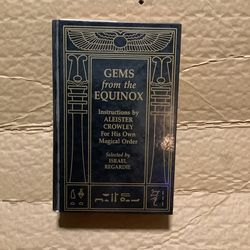 GEMS
from the
EQUINOX
Instructions by
ALEISTER
CROWLEY
For His Own
Magical Order
Selected by
ISRAEL
REGARDIE